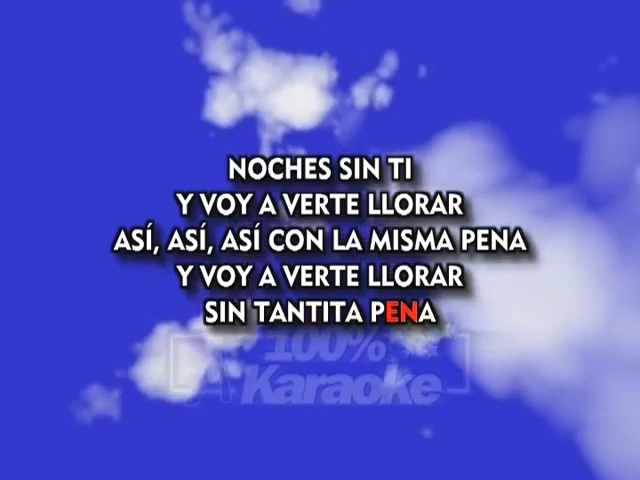 NOCHES SIN TI
Y VOY A VERTE LLORAR
ASÍ, ASÍ, ASÍ CON LA MISMA PENA
Y VOY A VERTE LLORAR
SIN TANTITA PENA
100%
Karaoke